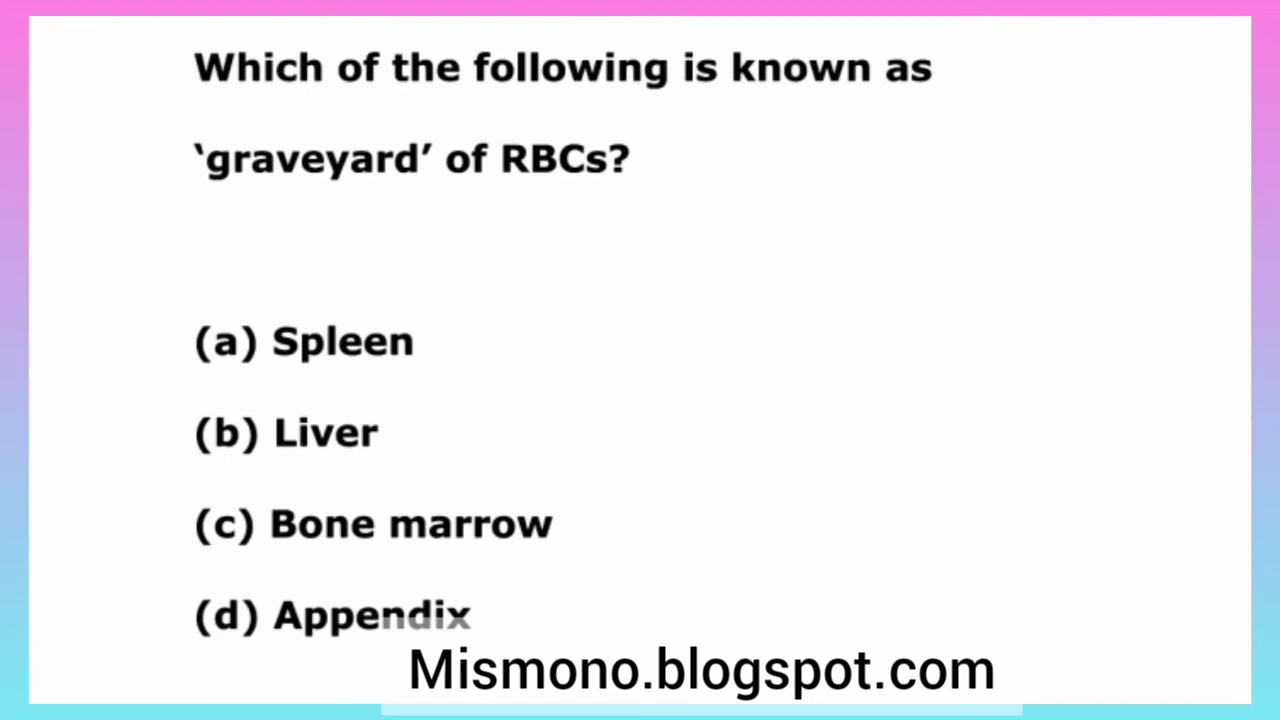 Which of the following is known as
‘graveyard’ of RBCs?
(a) Spleen
(b) Liver
(c) Bone marrow
(d) Appendix
Mismono.blogspot.com